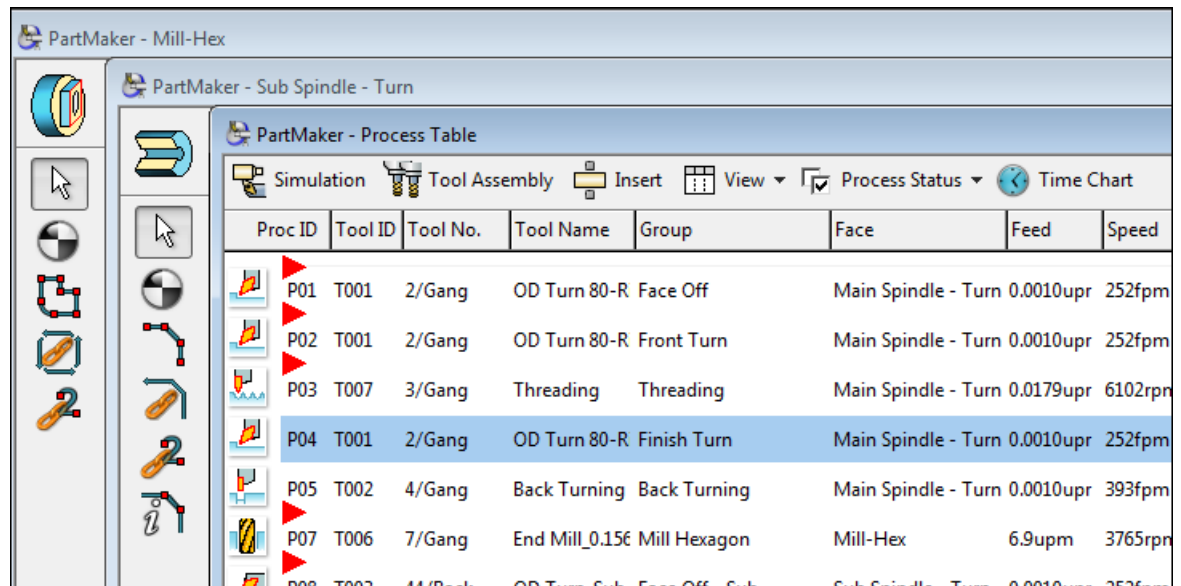 PartMaker - Mill-Hex
PartMaker - Sub Spindle - Turn
PartMaker - Process Table
Simulation Tool Assembly Insert View Process Status Time Chart
Proc ID Tool ID Tool No. Tool Name Group Face Feed Speed
P01 T001 2/Gang OD Turn 80-R Face Off Main Spindle - Turn 0.0010upr 252fpm
P02 T001 2/Gang OD Turn 80-R Front Turn Main Spindle - Turn 0.0010upr 252fpm
P03 T007 3/Gang Threading Threading Main Spindle - Turn 0.0179upr 6102rpm
P04 T001 2/Gang OD Turn 80-R Finish Turn Main Spindle - Turn 0.0010upr 252fpm
P05 T002 4/Gang Back Turning Back Turning Main Spindle - Turn 0.0010upr 393fpm
P07 T006 7/Gang End Mill_0.156 Mill Hexagon Mill-Hex 6.9upm 3765rpm